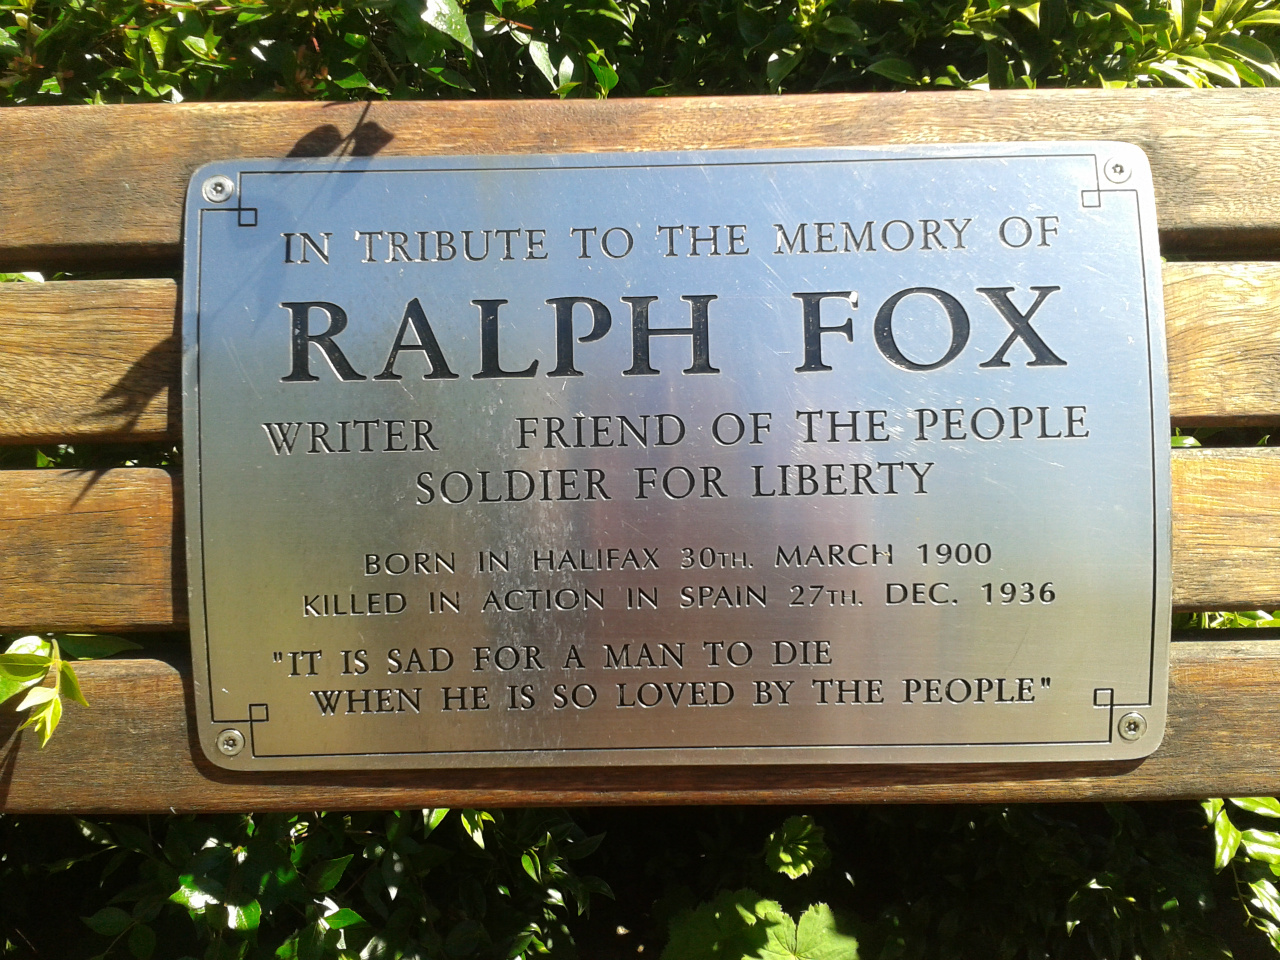 IN TRIBUTE TO THE MEMORY OF
RALPH FOX
WRITER FRIEND OF THE PEOPLE
SOLDIER FOR LIBERTY
BORN IN HALIFAX 30TH. MARCH 1900
KILLED IN ACTION IN SPAIN 27TH. DEC. 1936
"IT IS SAD FOR A MAN TO DIE
WHEN HE IS SO LOVED BY THE PEOPLE"